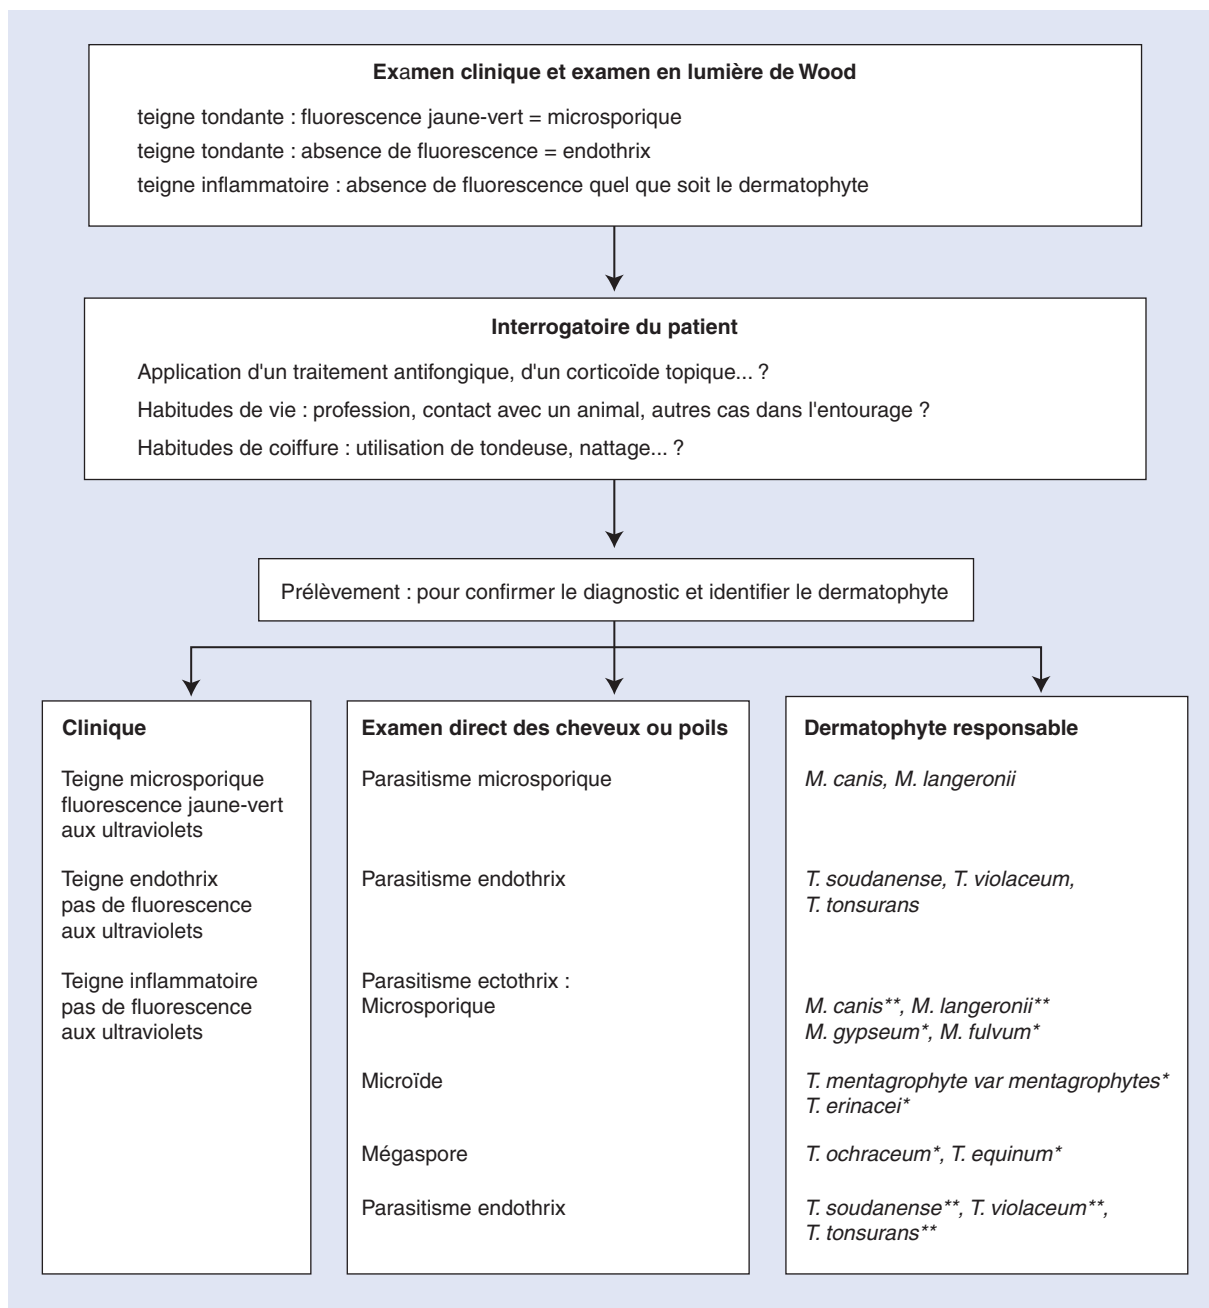 Examen clinique et examen en lumière de Wood
teigne tondante : fluorescence jaune-vert = microsporique
teigne tondante : absence de fluorescence = endothrix
teigne inflammatoire : absence de fluorescence quel que soit le dermatophyte
Interrogatoire du patient
Application d'un traitement antifongique, d'un corticoïde topique... ?
Habitudes de vie : profession, contact avec un animal, autres cas dans l'entourage ?
Habitudes de coiffure : utilisation de tondeuse, nattage... ?
Prélèvement : pour confirmer le diagnostic et identifier le dermatophyte
Clinique
Teigne microsporique
fluorescence jaune-vert
aux ultraviolets
Teigne endothrix
pas de fluorescence
aux ultraviolets
Teigne inflammatoire
pas de fluorescence
aux ultraviolets
Examen direct des cheveux ou poils
Parasitisme microsporique
Parasitisme endothrix
Parasitisme ectothrix :
Microsporique
Microïde
Mégaspore
Parasitisme endothrix
Dermatophyte responsable
M. canis, M. langeronii
T. soudanense, T. violaceum,
T. tonsurans
M. canis**, M. langeronii**
M. gypseum*, M. fulvum*
T. mentagrophyte var mentagrophytes*
T. erinacei*
T. ochraceum*, T. equinum*
T. soudanense**, T. violaceum**,
T. tonsurans**